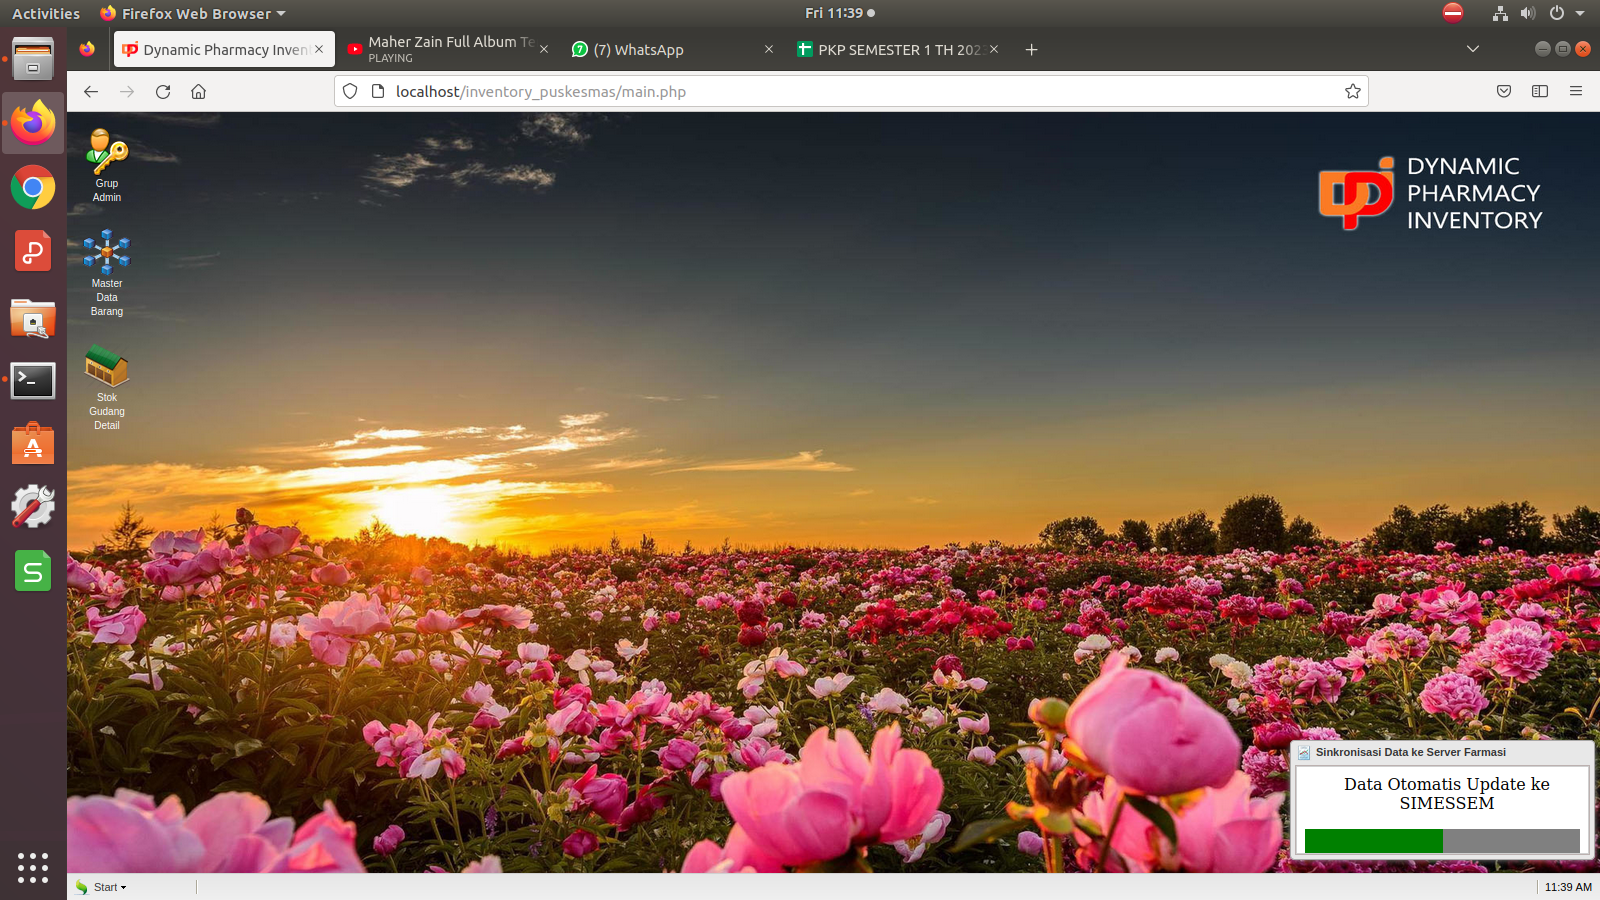 Activities
Firefox Web Browser
Fri 11:39
Dynamic Pharmacy Inven
Maher Zain Full Album Te
PLAYING
(7) WhatsApp
PKP SEMESTER 1 TH 202
localhost/inventory_puskesmas/main.php
Grup
Admin
Master
Data
Barang
Stok
Gudang
Detail
DYNAMIC
PHARMACY
INVENTORY
Sinkronisasi Data ke Server Farmasi
Data Otomatis Update ke
SIMESSEM
Start
11:39 AM